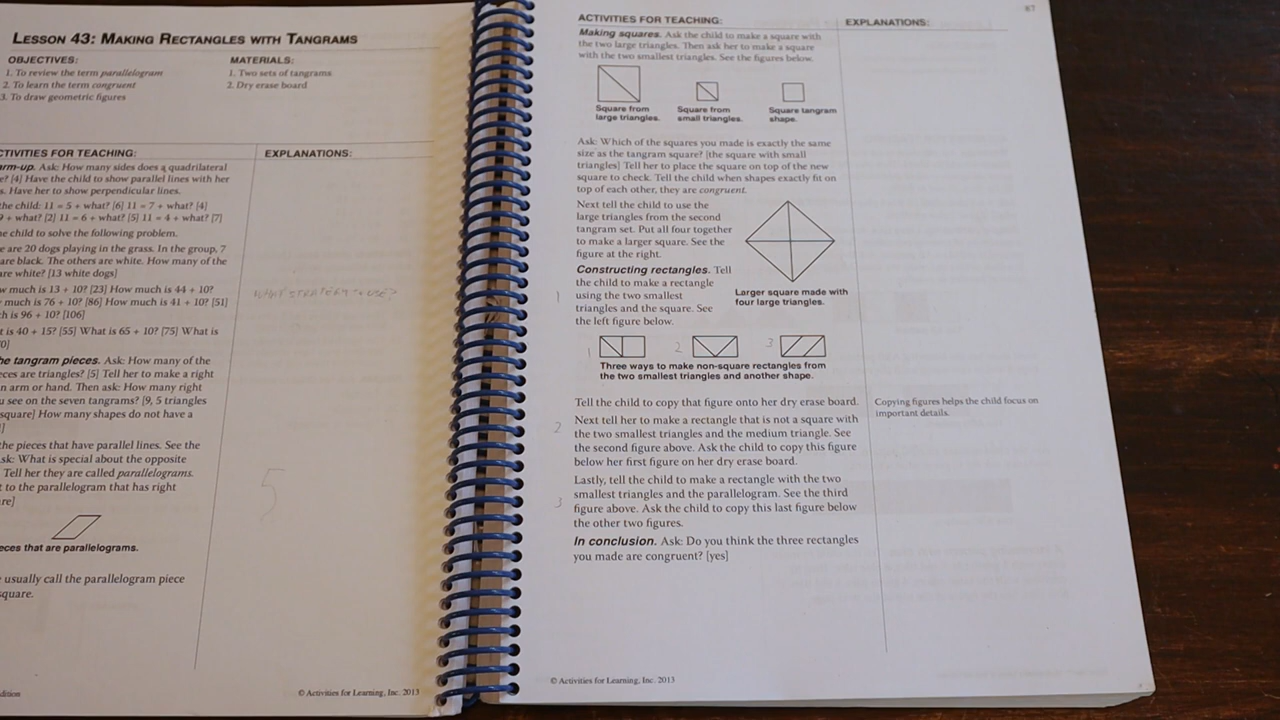 LESSON 43: MAKING RECTANGLES WITH TANGRAMS
OBJECTIVES:
1. To review the term parallelogram
2. To learn the term congruent
3. To draw geometric figures
MATERIALS:
1. Two sets of tangrams
2. Dry erase board
CTIVITIES FOR TEACHING:
EXPLANATIONS:
rm-up. Ask: How many sides does a quadrilateral
e? [4] Have the child to show parallel lines with her
s. Have her to show perpendicular lines.
the child: 11 = 5 + what? [6] 11 = 7 + what? [4]
9 + what? [2] 11 = 6 + what? [5] 11 = 4 + what? [7]
he child to solve the following problem.
e are 20 dogs playing in the grass. In the group, 7
are black. The others are white. How many of the
are white? [13 white dogs]
w much is 13 + 10? [23] How much is 44 + 10?
much is 76 + 10? [86] How much is 41 + 10? [51]
ch is 96 + 10? [106]
t is 40 + 15? [55] What is 65 + 10? [75] What is
0]
he tangram pieces. Ask: How many of the
eces are triangles? [5] Tell her to make a right
n arm or hand. Then ask: How many right
u see on the seven tangrams? [9, 5 triangles
square] How many shapes do not have a
]
the pieces that have parallel lines. See the
sk: What is special about the opposite
Tell her they are called parallelograms.
t to the parallelogram that has right
re]
eces that are parallelograms.
usually call the parallelogram piece
square.
WHAT STRATEGY USE?
5
dition
© Activities for Learning, Inc. 2013
67
ACTIVITIES FOR TEACHING:
EXPLANATIONS:
Making squares. Ask the child to make a square with
the two large triangles. Then ask her to make a square
with the two smallest triangles. See the figures below.
Square from
large triangles.
Square from
small triangles.
Square tangram
shape.
Ask: Which of the squares you made is exactly the same
size as the tangram square? [the square with small
triangles] Tell her to place the square on top of the new
square to check. Tell the child when shapes exactly fit on
top of each other, they are congruent.
Next tell the child to use the
large triangles from the second
tangram set. Put all four together
to make a larger square. See the
figure at the right.
Larger square made with
four large triangles.
Constructing rectangles. Tell
the child to make a rectangle
using the two smallest
triangles and the square. See
the left figure below.
1
1 2 3
Three ways to make non-square rectangles from
the two smallest triangles and another shape.
Tell the child to copy that figure onto her dry erase board.
Copying figures helps the child focus on
important details.
2
Next tell her to make a rectangle that is not a square with
the two smallest triangles and the medium triangle. See
the second figure above. Ask the child to copy this figure
below her first figure on her dry erase board.
3
Lastly, tell the child to make a rectangle with the two
smallest triangles and the parallelogram. See the third
figure above. Ask the child to copy this last figure below
the other two figures.
In conclusion. Ask: Do you think the three rectangles
you made are congruent? [yes]
© Activities for Learning, Inc. 2013